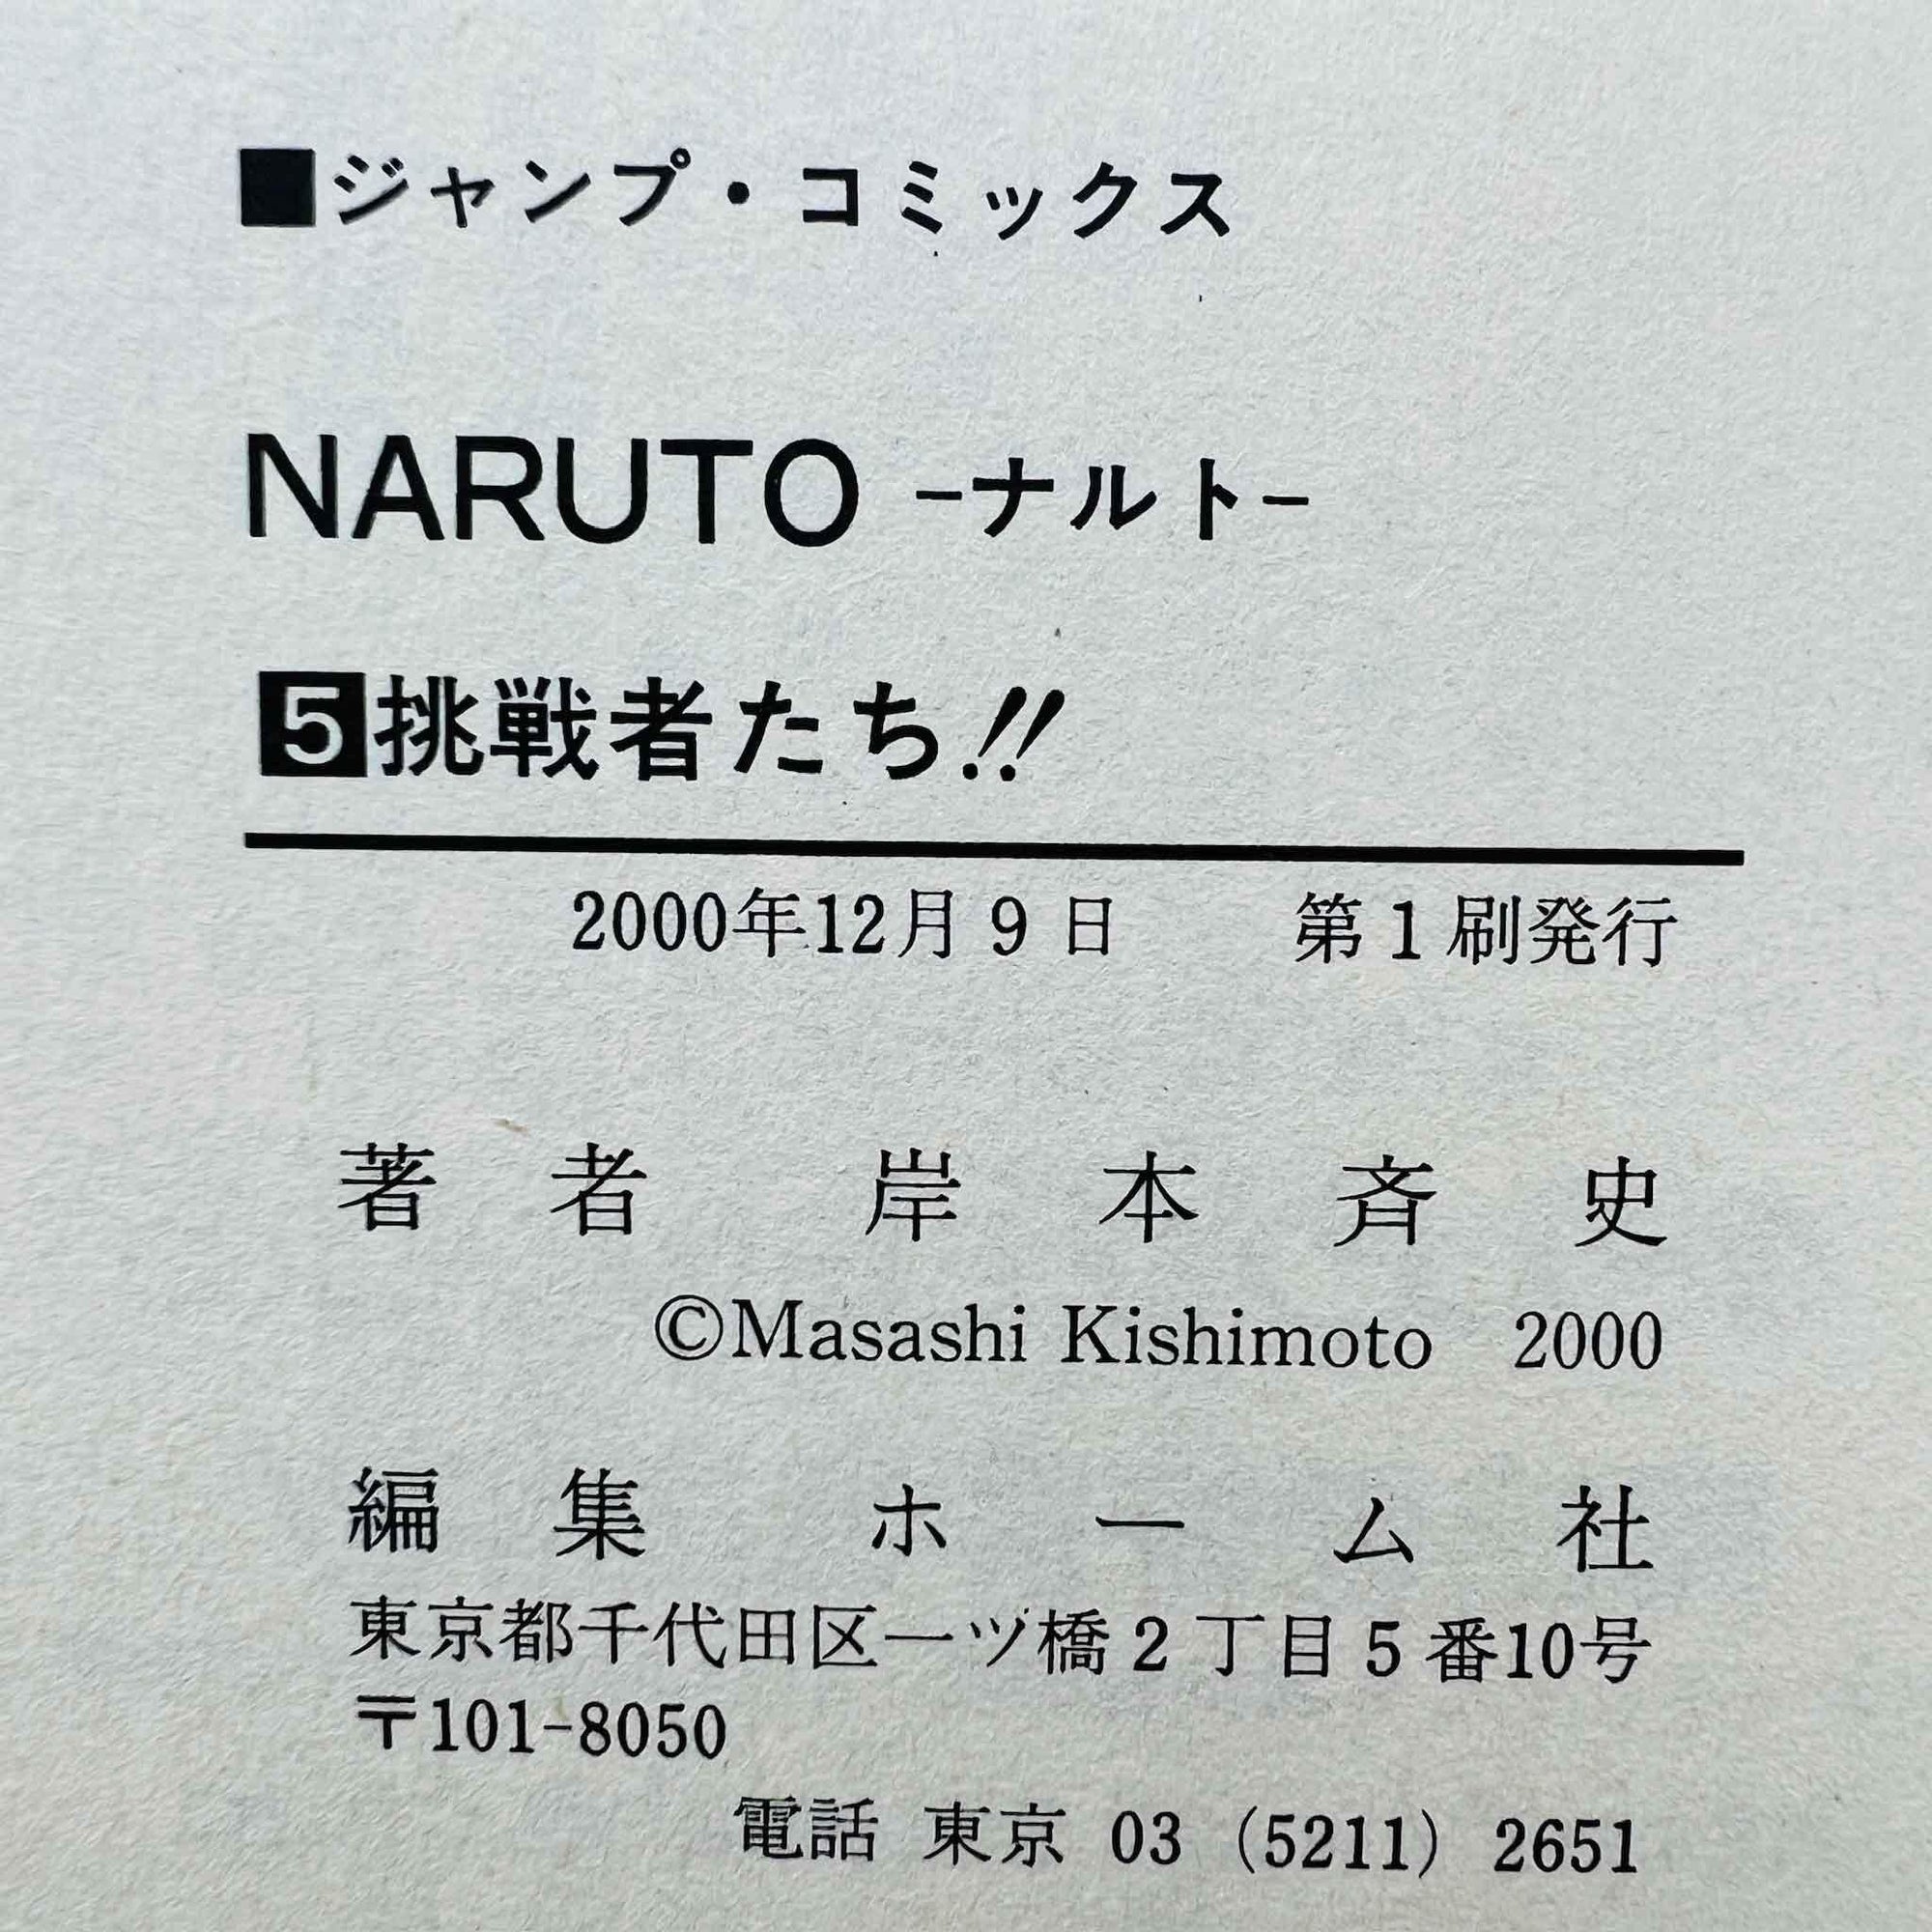 ■ジャンプ・コミックス
NARUTO -ナルト-
5挑戦者たち!!
2000年12月9日 第1刷発行
著者 岸本斉史
©Masashi Kishimoto 2000
編集 ホーム社
東京都千代田区一ツ橋2丁目5番10号
〒101-8050
電話 東京 03 (5211) 2651